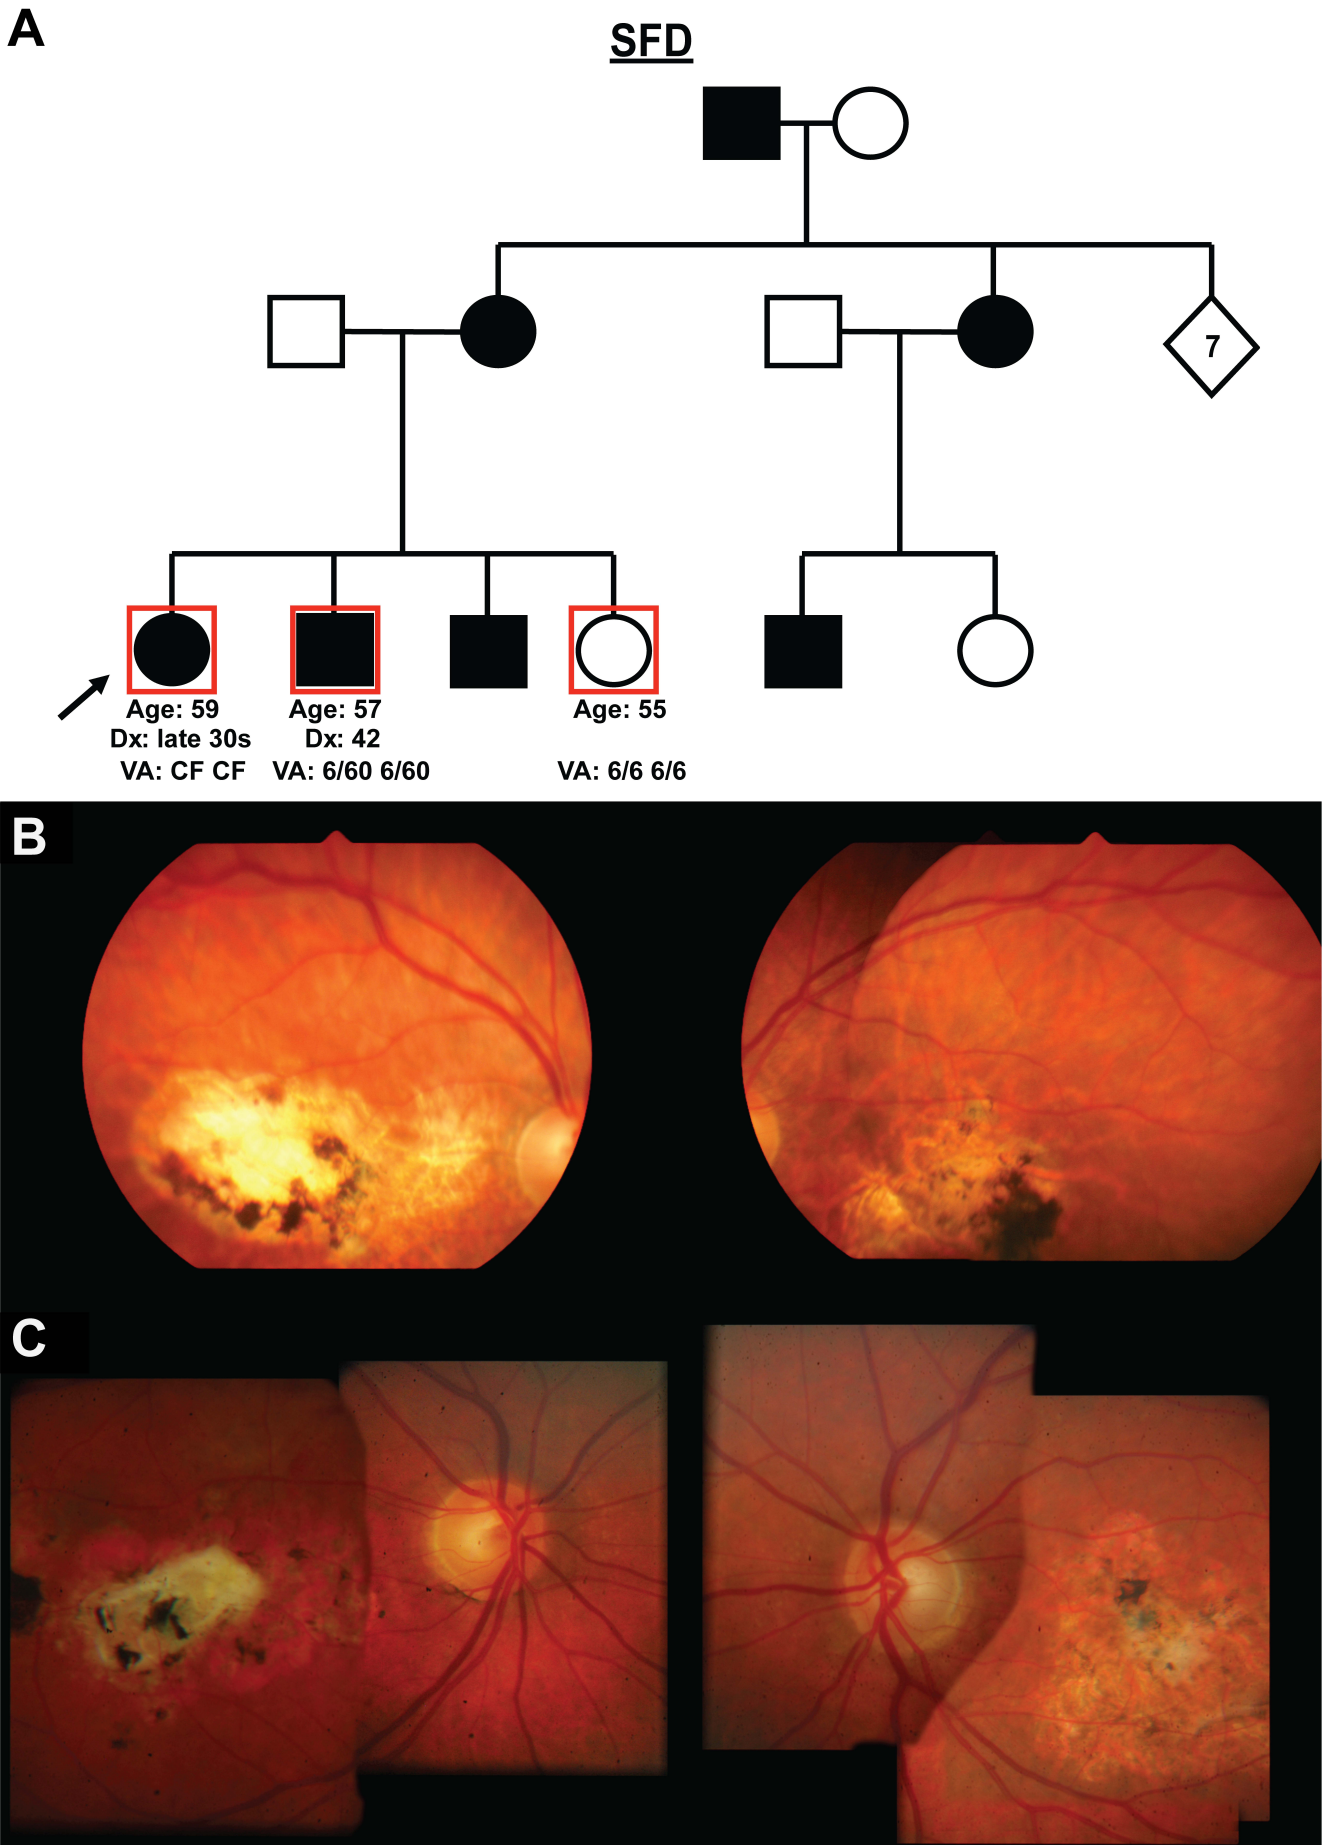 A
SFD
7
Age: 59
Dx: late 30s
VA: CF CF
Age: 57
Dx: 42
VA: 6/60 6/60
Age: 55
VA: 6/6 6/6
B
C